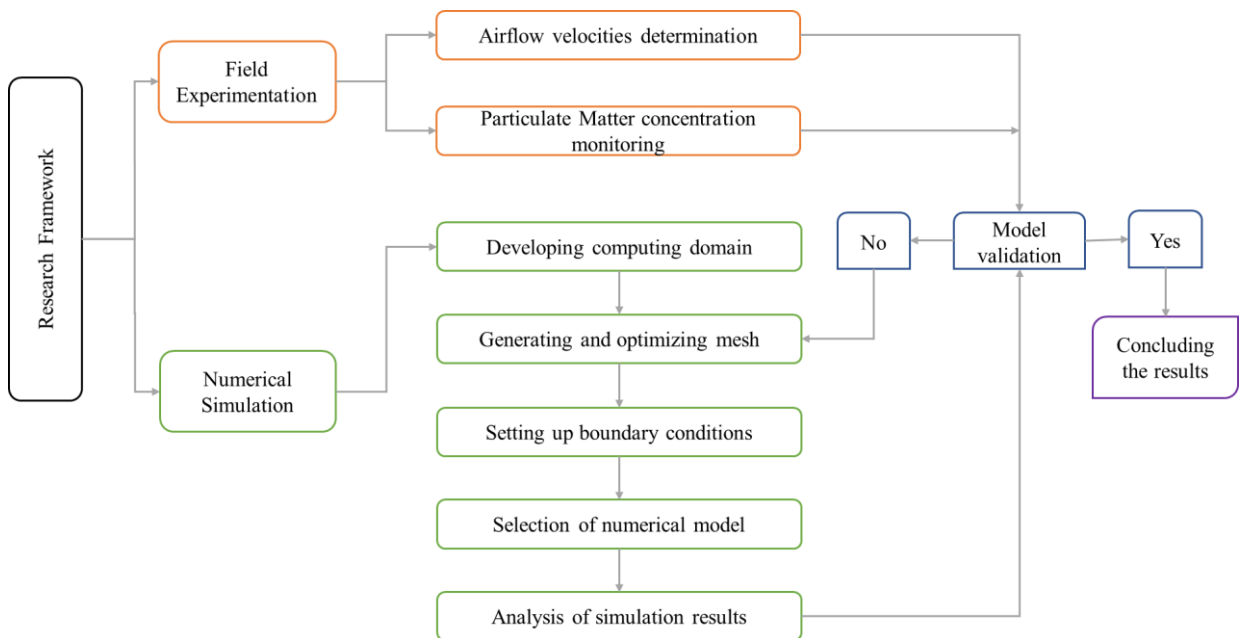 Research Framework
Field
Experimentation
Airflow velocities determination
Particulate Matter concentration
monitoring
Numerical
Simulation
Developing computing domain
Generating and optimizing mesh
Setting up boundary conditions
Selection of numerical model
Analysis of simulation results
No
Model
validation
Yes
Concluding
the results